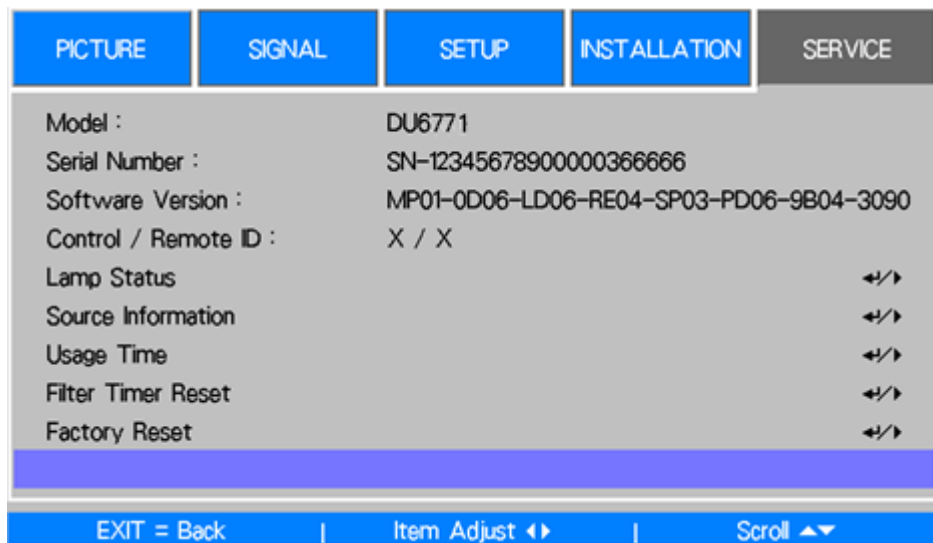 PICTURE SIGNAL SETUP INSTALLATION SERVICE
Model : DU6771
Serial Number : SN-12345678900000366666
Software Version : MP01-0D06-LD06-RE04-SP03-PD06-9B04-3090
Control / Remote ID : X / X
Lamp Status
Source Information
Usage Time
Filter Timer Reset
Factory Reset
EXIT = Back | Item Adjust | Scroll